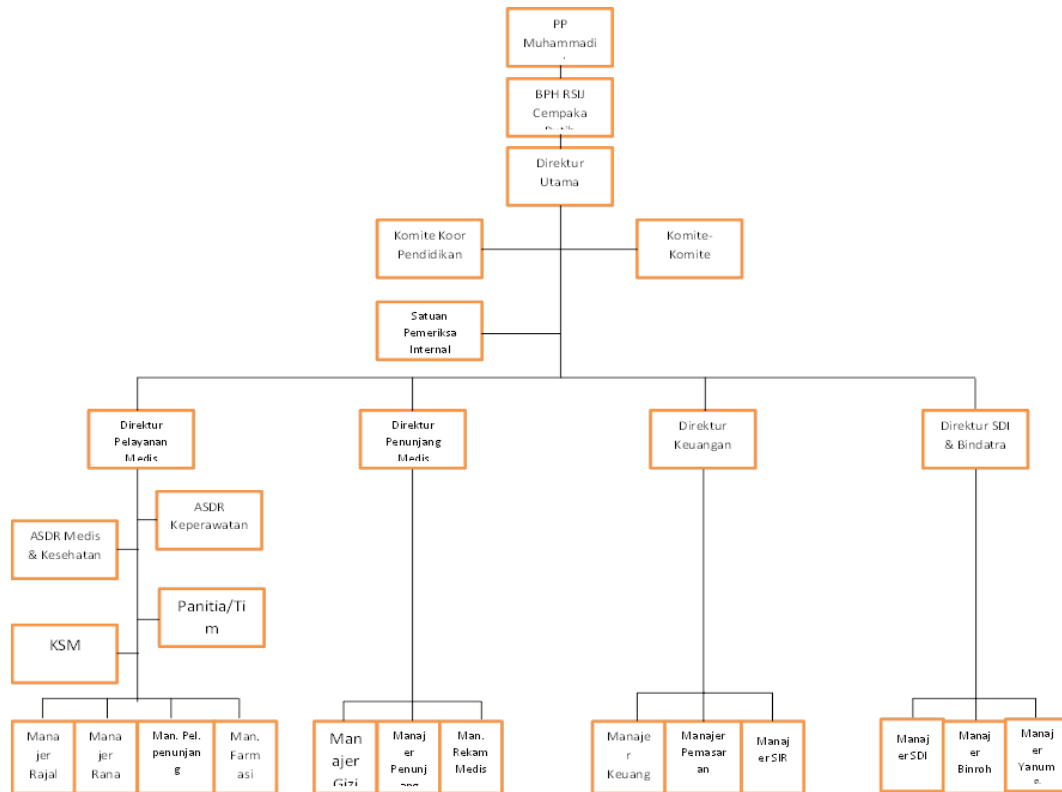 PP
Muhammadi
BPH RSIJ
Cempaka
Direktur
Utama
Komite Koor
Pendidikan
Komite-
Komite
Satuan
Pemeriksa
Internal
Direktur
Pelayanan
Medis
Direktur
Penunjang
Medis
Direktur
Keuangan
Direktur SDI
& Bindatra
ASDR
Keperawatan
ASDR Medis
& Kesehatan
Panitia/Ti
m
KSM
Mana
jer
Rajal
Mana
jer
Rana
Man. Pel.
penunjan
g
Man.
Farm
asi
Man
ajer
Gizi
Manaj
er
Penunj
Man.
Rekam
Medis
Manaje
r
Keuang
Manajer
Pemasar
an
Manaj
er SIR
Manaj
er SDI
Manaj
er
Binroh
Manaj
er
Yanum